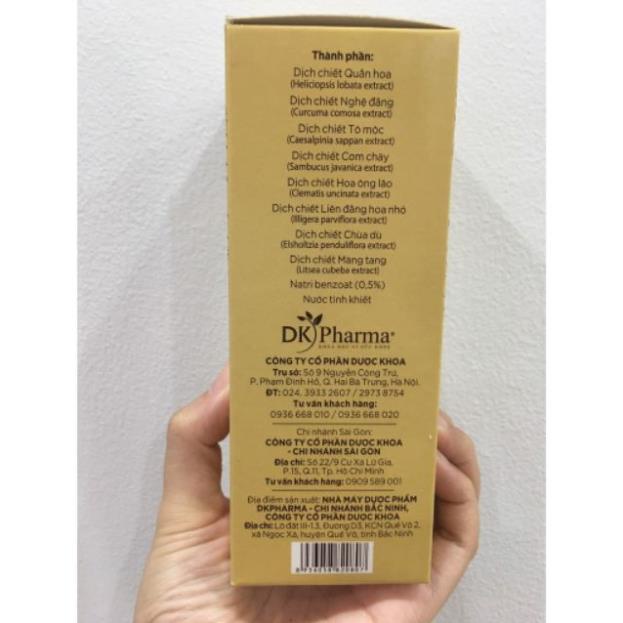 Thành phần:
Dịch chiết Quân hoa
(Heliciopsis lobata extract)
Dịch chiết Nghệ đắng
(Curcuma comosa extract)
Dịch chiết Tô mộc
(Caesalpinia sappan extract)
Dịch chiết Cơm cháy
(Sambucus javanica extract)
Dịch chiết Hoa ông lão
(Clematis uncinata extract)
Dịch chiết Liên đằng hoa nhỏ
(Illigera parviflora extract)
Dịch chiết Chùa dù
(Elsholtzia penduliflora extract)
Dịch chiết Màng tang
(Litsea cubeba extract)
Natri benzoat (0,5%)
Nước tinh khiết
DK Pharma®
CÔNG TY CỔ PHẦN DƯỢC KHOA
Trụ sở: Số 9 Nguyễn Công Trứ,
P. Phạm Đình Hổ, Q. Hai Bà Trưng, Hà Nội.
ĐT: 024. 3933 2607 / 2973 8754
Tư vấn khách hàng:
0936 668 010 / 0936 668 020
Chi nhánh Sài Gòn:
CÔNG TY CỔ PHẦN DƯỢC KHOA
- CHI NHÁNH SÀI GÒN
Địa chỉ: Số 22/9 Cư Xá Lữ Gia,
P.15, Q.11, Tp. Hồ Chí Minh
Tư vấn khách hàng: 0909 589 001
Địa điểm sản xuất: NHÀ MÁY DƯỢC PHẨM
DKPHARMA - CHI NHÁNH BẮC NINH,
CÔNG TY CỔ PHẦN DƯỢC KHOA
Địa chỉ: Lô đất III-1.3, Đường D3, KCN Quế Võ 2,
xã Ngọc Xá, huyện Quế Võ, tỉnh Bắc Ninh